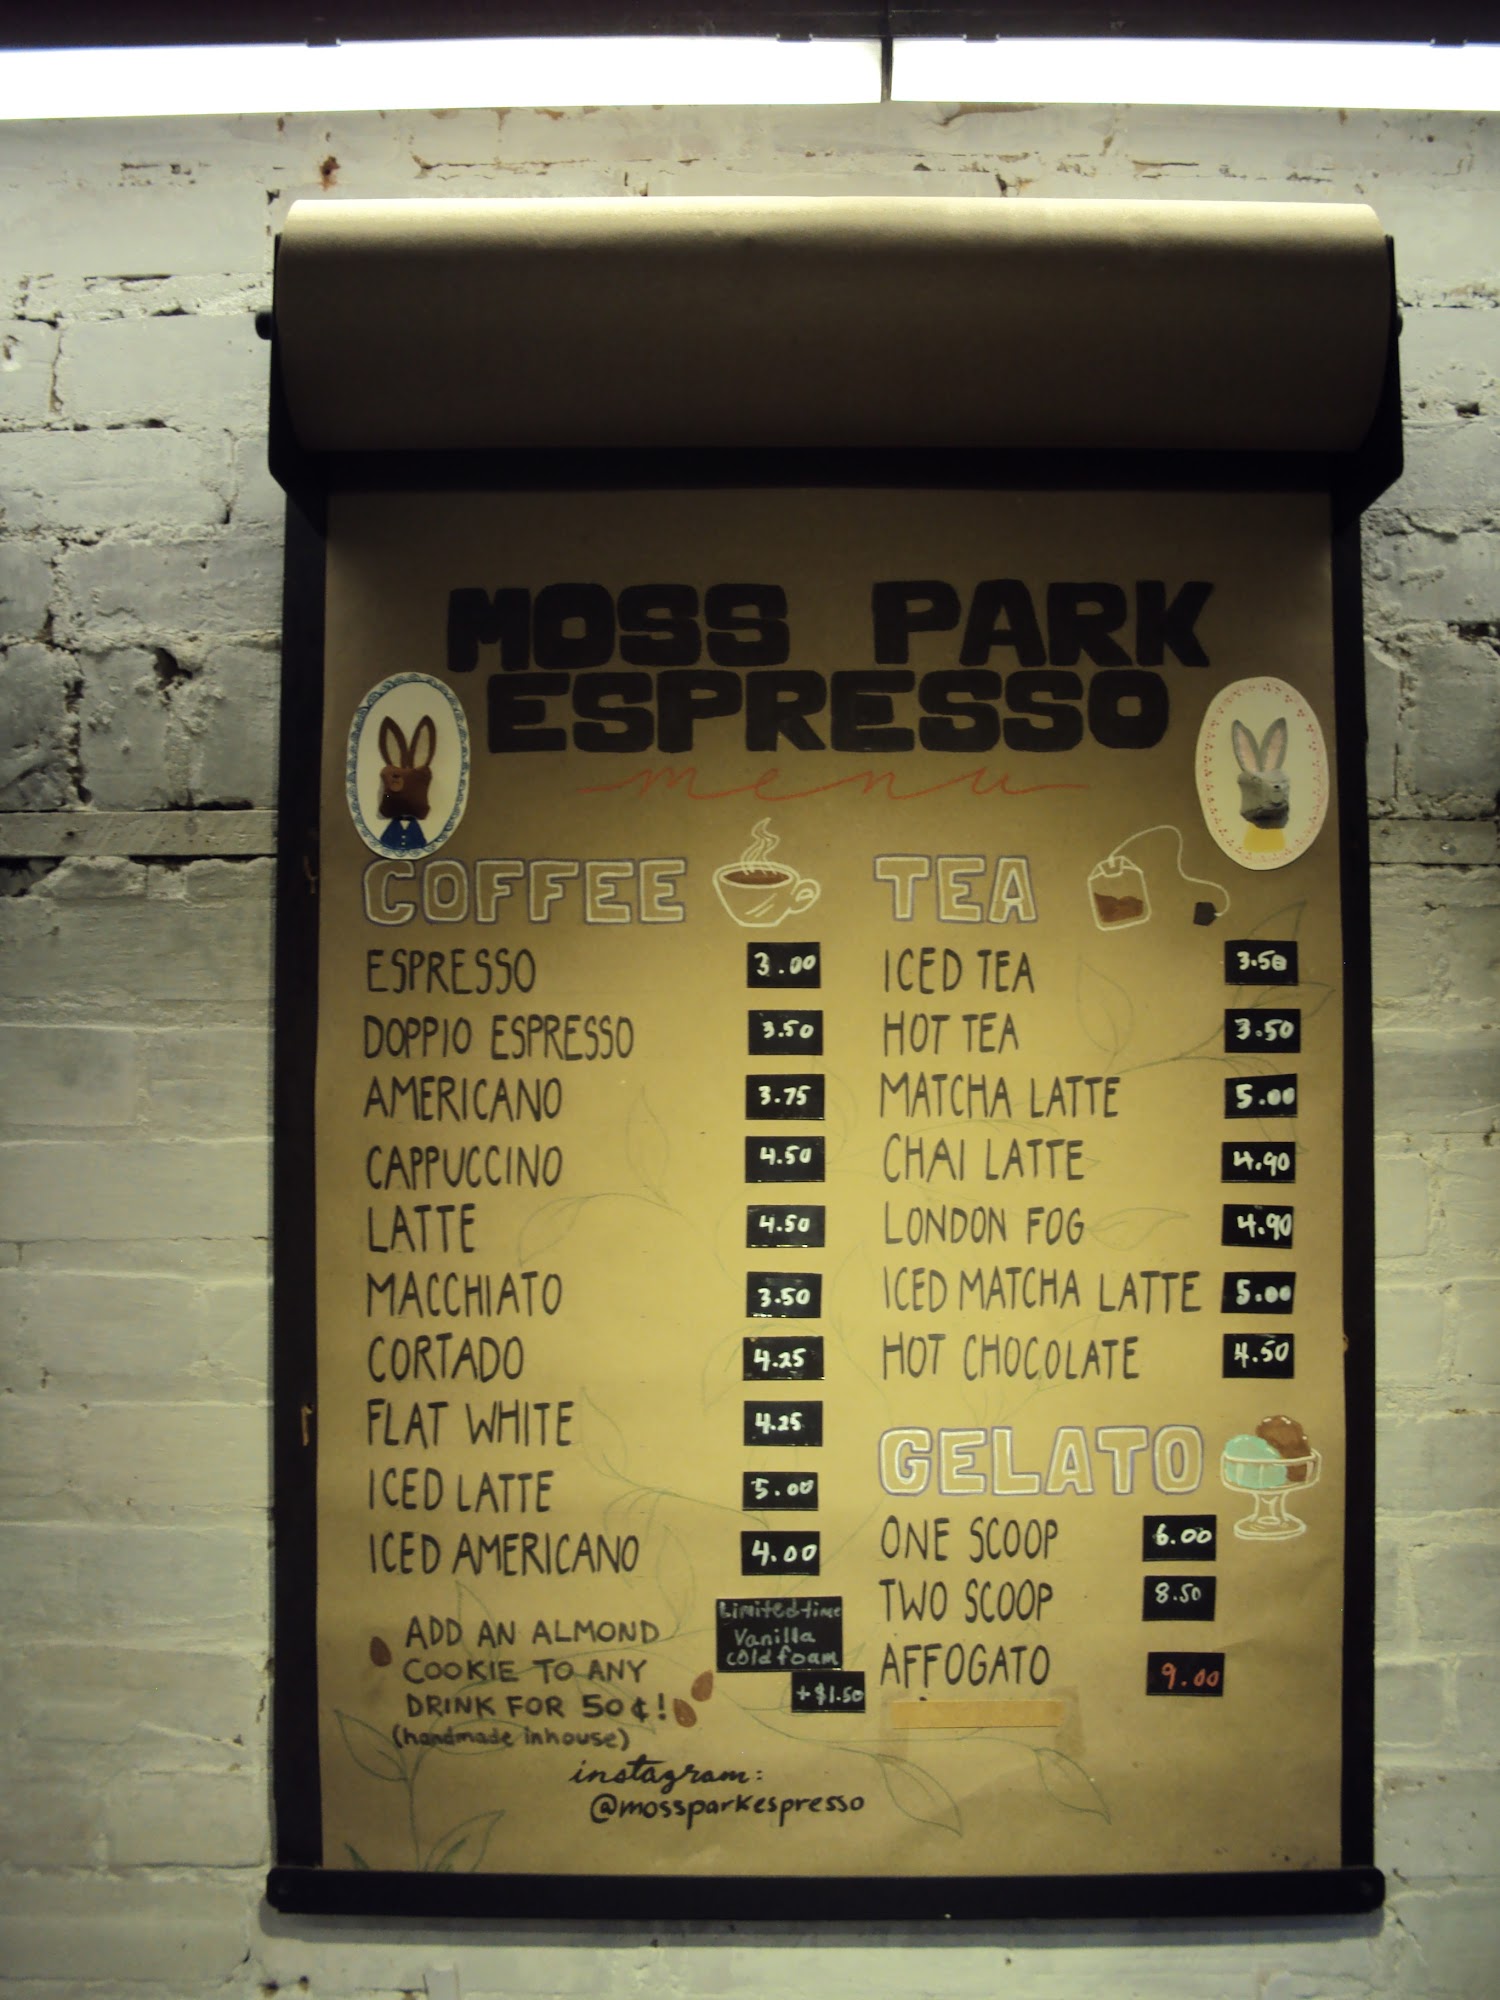 MOSS PARK
ESPRESSO
menu
COFFEE
ESPRESSO 3.00
DOPPIO ESPRESSO 3.50
AMERICANO 3.75
CAPPUCCINO 4.50
LATTE 4.50
MACCHIATO 3.50
CORTADO 4.25
FLAT WHITE 4.25
ICED LATTE 5.00
ICED AMERICANO 4.00
ADD AN ALMOND
COOKIE TO ANY
DRINK FOR 50¢!
(handmade inhouse)
Limited time
Vanilla
cold foam
+$1.50
TEA
ICED TEA 3.50
HOT TEA 3.50
MATCHA LATTE 5.00
CHAI LATTE 4.90
LONDON FOG 4.90
ICED MATCHA LATTE 5.00
HOT CHOCOLATE 4.50
GELATO
ONE SCOOP 6.00
TWO SCOOP 8.50
AFFOGATO 9.00
instagram:
@mossparkespresso